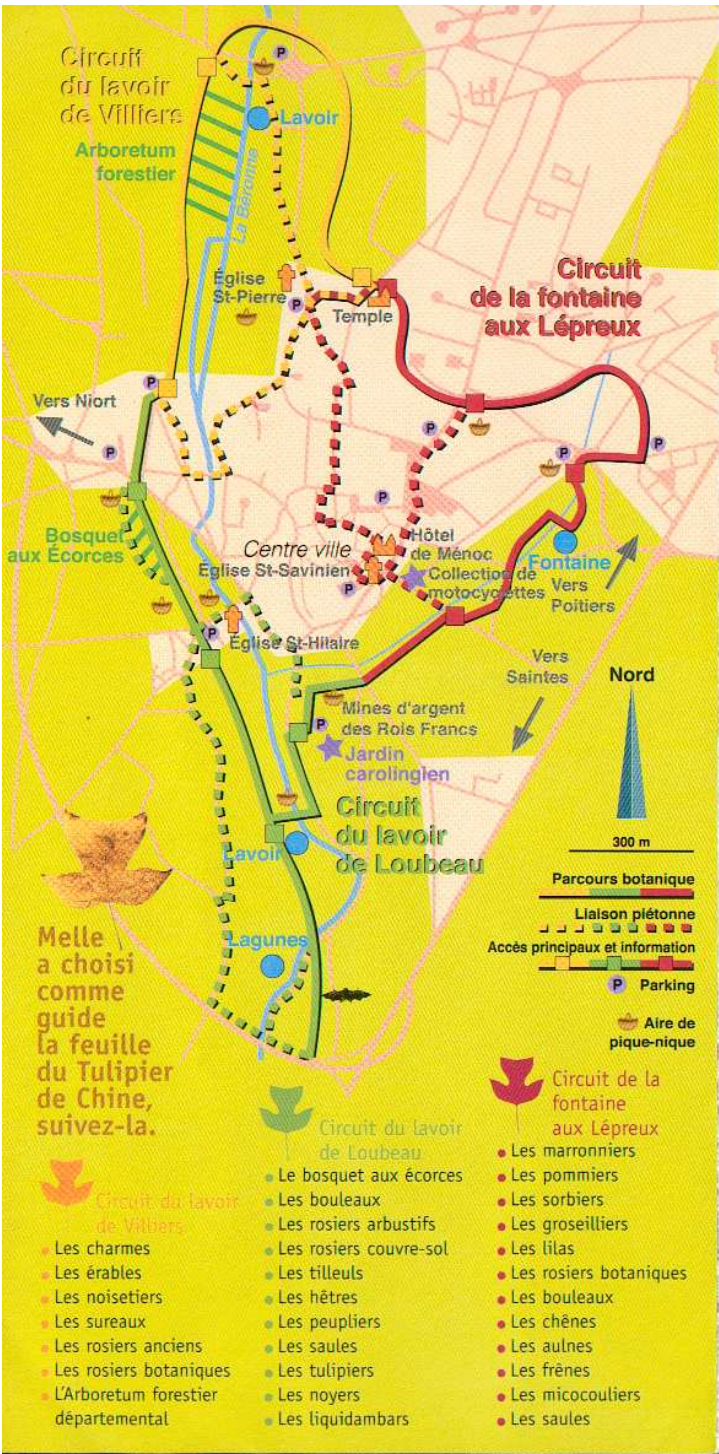 Circuit
du lavoir
de Villiers
P
Lavoir
Arboretum
forestier
La Béronne
Église
St-Pierre
P
Temple
Circuit
de la fontaine
aux Lépreux
Vers Niort
P
P
P
P
P
P
Bosquet
aux Écorces
Centre ville
Église St-Savinien
P
Hôtel
de Ménoc
Collection de
motocyclettes
Fontaine
Vers
Poitiers
P
Église St-Hilaire
Vers
Saintes
Nord
Mines d'argent
des Rois Francs
P
Jardin
carolingien
Circuit
du lavoir
de Loubeau
Lavoir
Lagunes
300 m
Parcours botanique
Liaison piétonne
Accès principaux et information
P Parking
Aire de
pique-nique
Melle
a choisi
comme
guide
la feuille
du Tulipier
de Chine,
suivez-la.
Circuit du lavoir
de Villiers
Les charmes
Les érables
Les noisetiers
Les sureaux
Les rosiers anciens
Les rosiers botaniques
L'Arboretum forestier
départemental
Circuit du lavoir
de Loubeau
Le bosquet aux écorces
Les bouleaux
Les rosiers arbustifs
Les rosiers couvre-sol
Les tilleuls
Les hêtres
Les peupliers
Les saules
Les tulipiers
Les noyers
Les liquidambars
Circuit de la
fontaine
aux Lépreux
Les marronniers
Les pommiers
Les sorbiers
Les groseilliers
Les lilas
Les rosiers botaniques
Les bouleaux
Les chênes
Les aulnes
Les frênes
Les micocouliers
Les saules